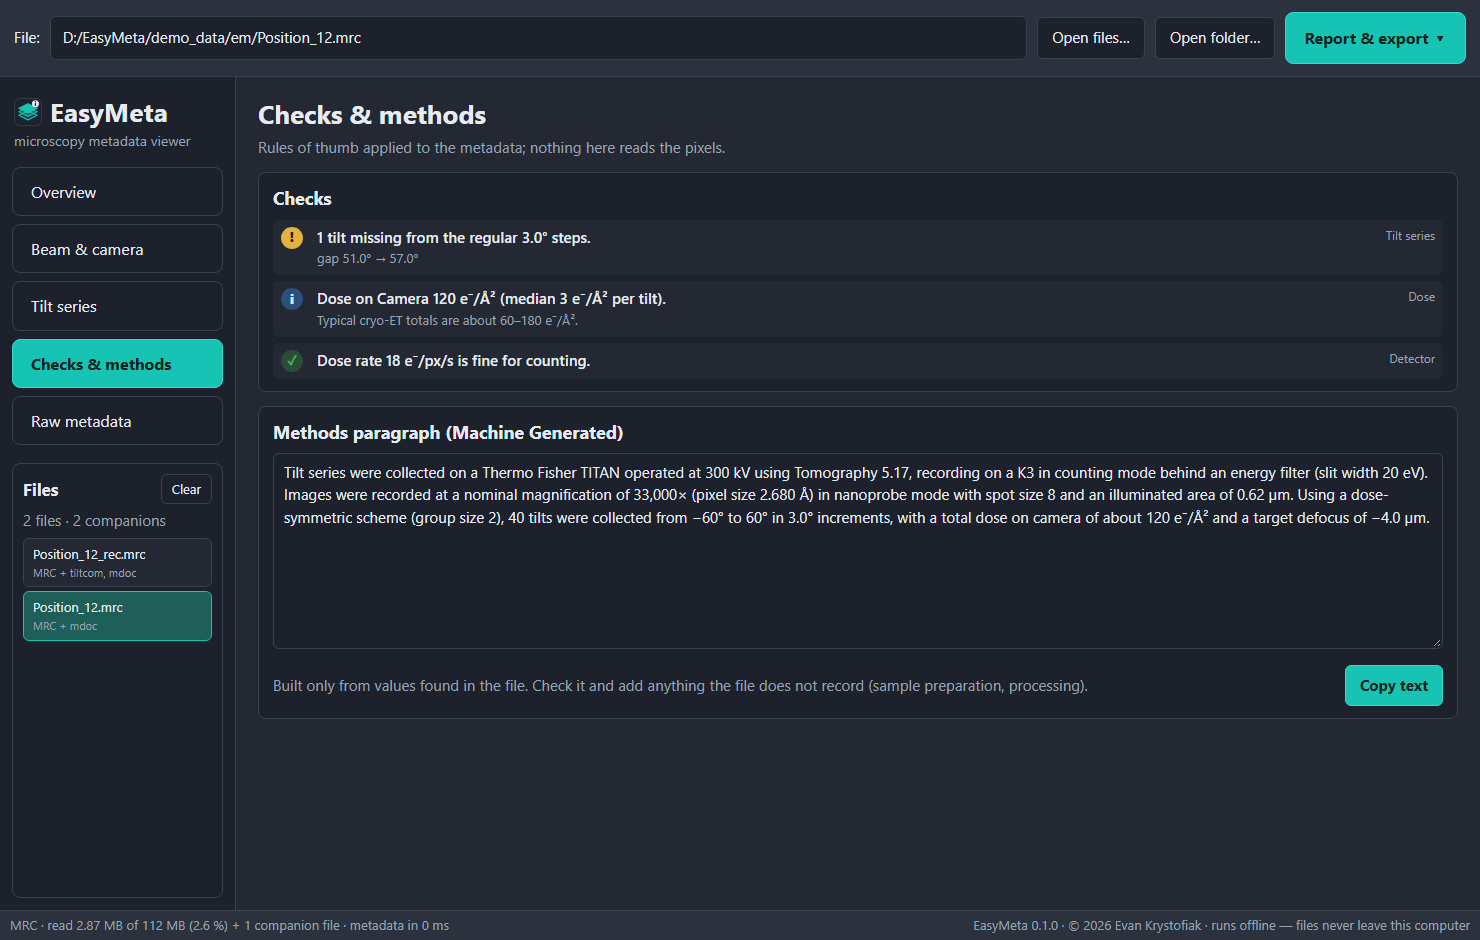 File:
D:/EasyMeta/demo_data/em/Position_12.mrc
Open files...
Open folder...
Report & export ▼
EasyMeta
microscopy metadata viewer
Overview
Beam & camera
Tilt series
Checks & methods
Raw metadata
Files
Clear
2 files · 2 companions
Position_12_rec.mrc
MRC + tiltcom, mdoc
Position_12.mrc
MRC + mdoc
Checks & methods
Rules of thumb applied to the metadata; nothing here reads the pixels.
Checks
1 tilt missing from the regular 3.0° steps.
Tilt series
gap 51.0° → 57.0°
Dose on Camera 120 e⁻/Å² (median 3 e⁻/Å² per tilt).
Dose
Typical cryo-ET totals are about 60–180 e⁻/Å².
Dose rate 18 e⁻/px/s is fine for counting.
Detector
Methods paragraph (Machine Generated)
Tilt series were collected on a Thermo Fisher TITAN operated at 300 kV using Tomography 5.17, recording on a K3 in counting mode behind an energy filter (slit width 20 eV).
Images were recorded at a nominal magnification of 33,000× (pixel size 2.680 Å) in nanoprobe mode with spot size 8 and an illuminated area of 0.62 µm. Using a dose-
symmetric scheme (group size 2), 40 tilts were collected from −60° to 60° in 3.0° increments, with a total dose on camera of about 120 e⁻/Å² and a target defocus of −4.0 µm.
Built only from values found in the file. Check it and add anything the file does not record (sample preparation, processing).
Copy text
MRC · read 2.87 MB of 112 MB (2.6 %) + 1 companion file · metadata in 0 ms
EasyMeta 0.1.0 · © 2026 Evan Krystofiak · runs offline — files never leave this computer